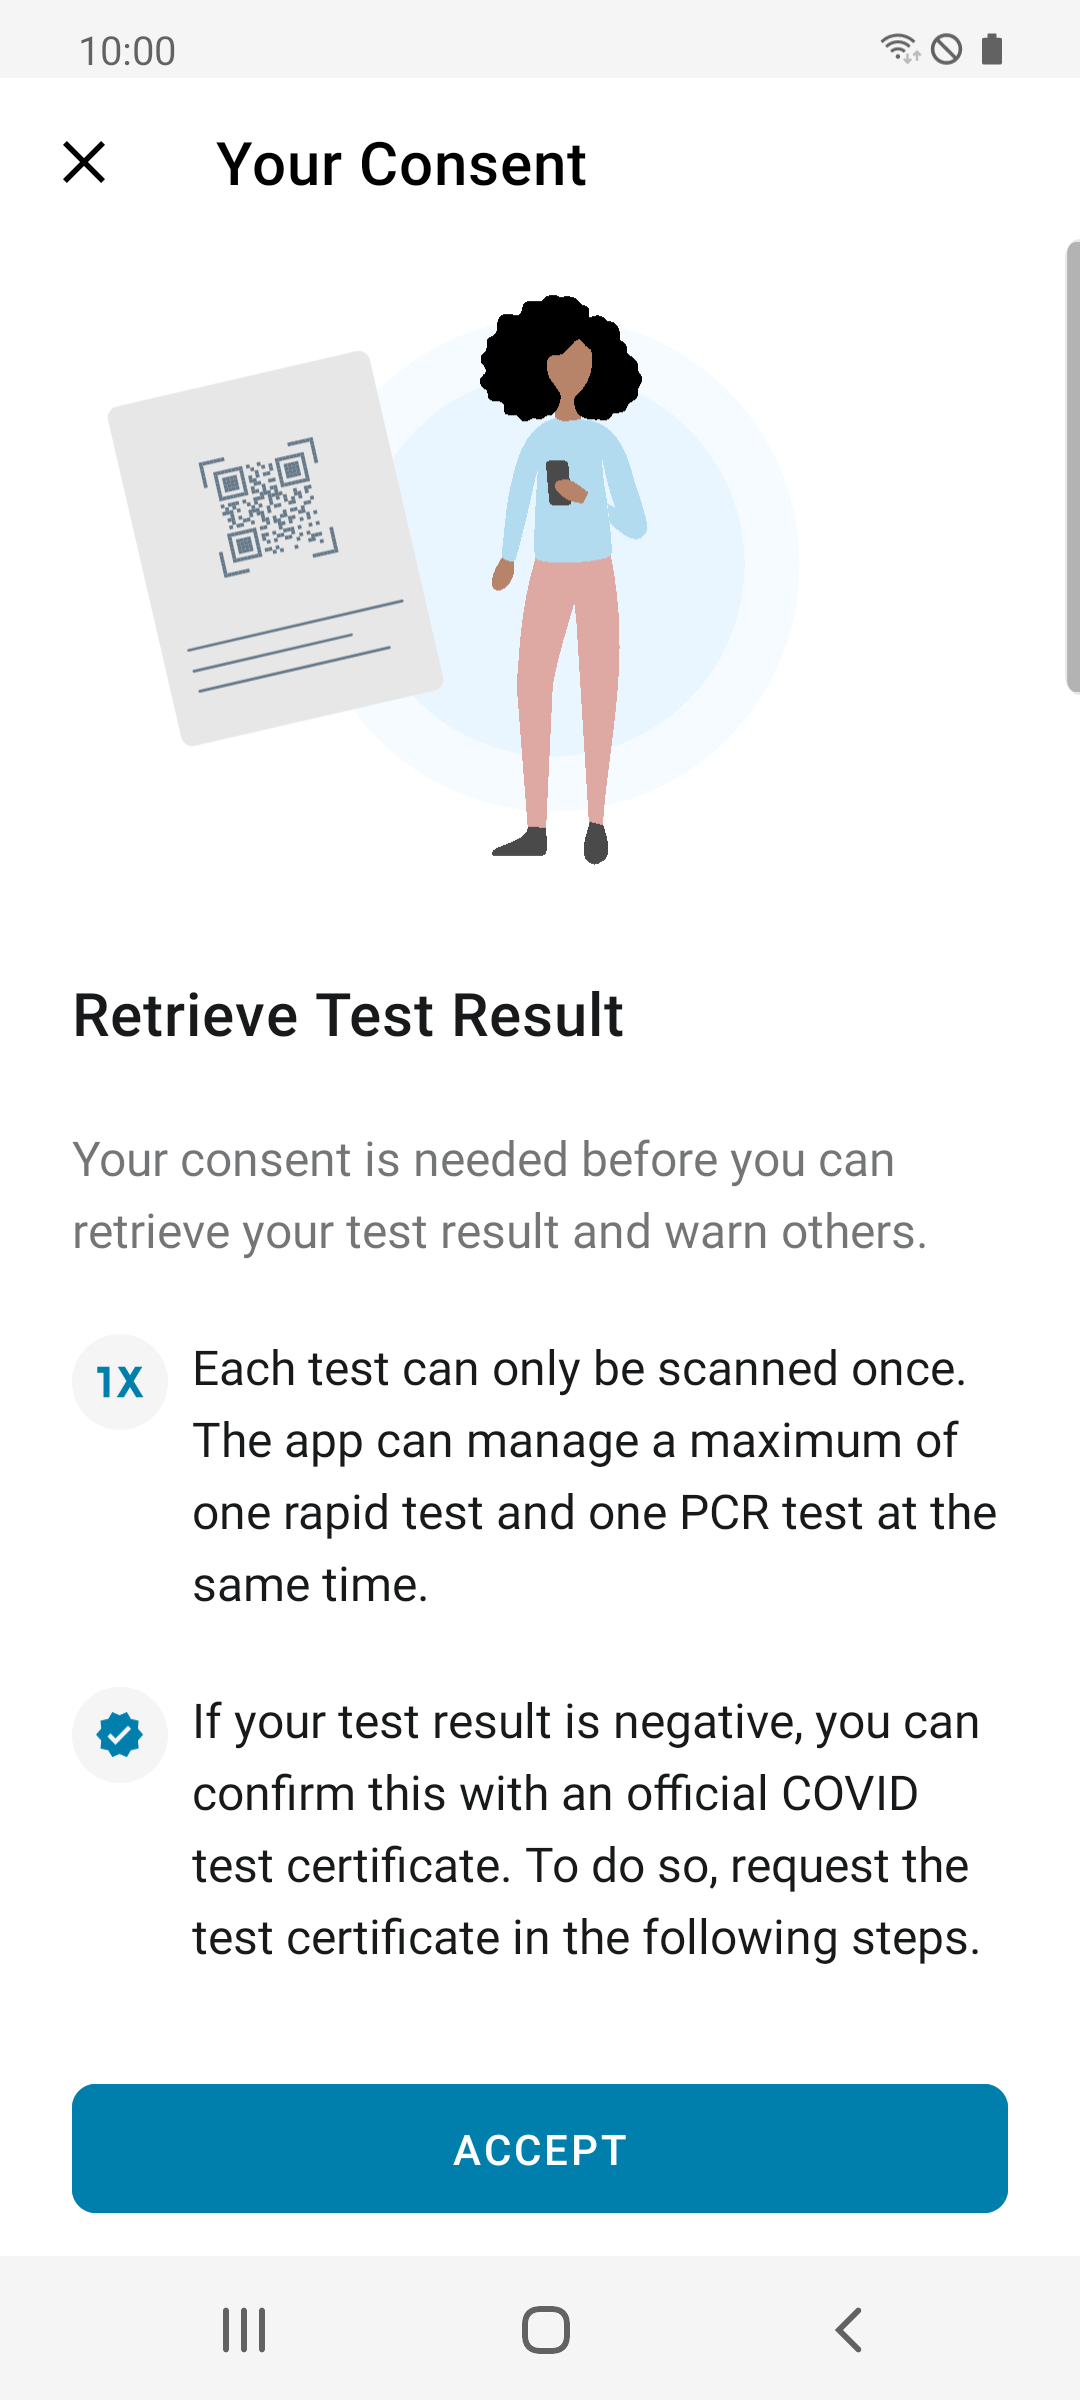 10:00
Your Consent
Retrieve Test Result
Your consent is needed before you can
retrieve your test result and warn others.
1X
Each test can only be scanned once.
The app can manage a maximum of
one rapid test and one PCR test at the
same time.
If your test result is negative, you can
confirm this with an official COVID
test certificate. To do so, request the
test certificate in the following steps.
ACCEPT